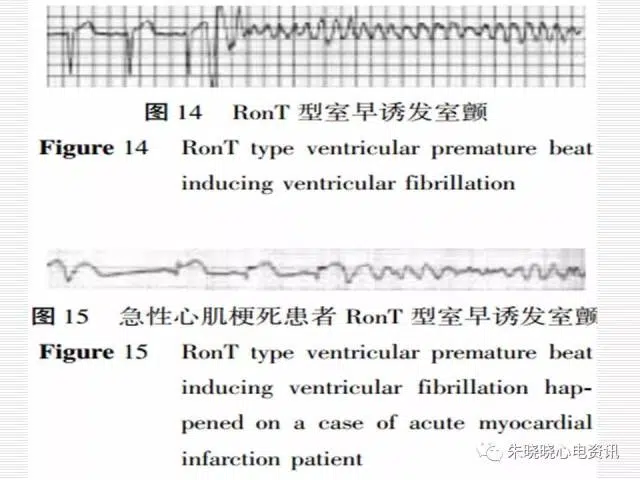 图 14 RonT 型室早诱发室颤
Figure 14 RonT type ventricular premature beat
inducing ventricular fibrillation
图 15 急性心肌梗死患者 RonT 型室早诱发室颤
Figure 15 RonT type ventricular premature beat
inducing ventricular fibrillation hap-
pened on a case of acute myocardial
infarction patient
朱晓晓心电资讯